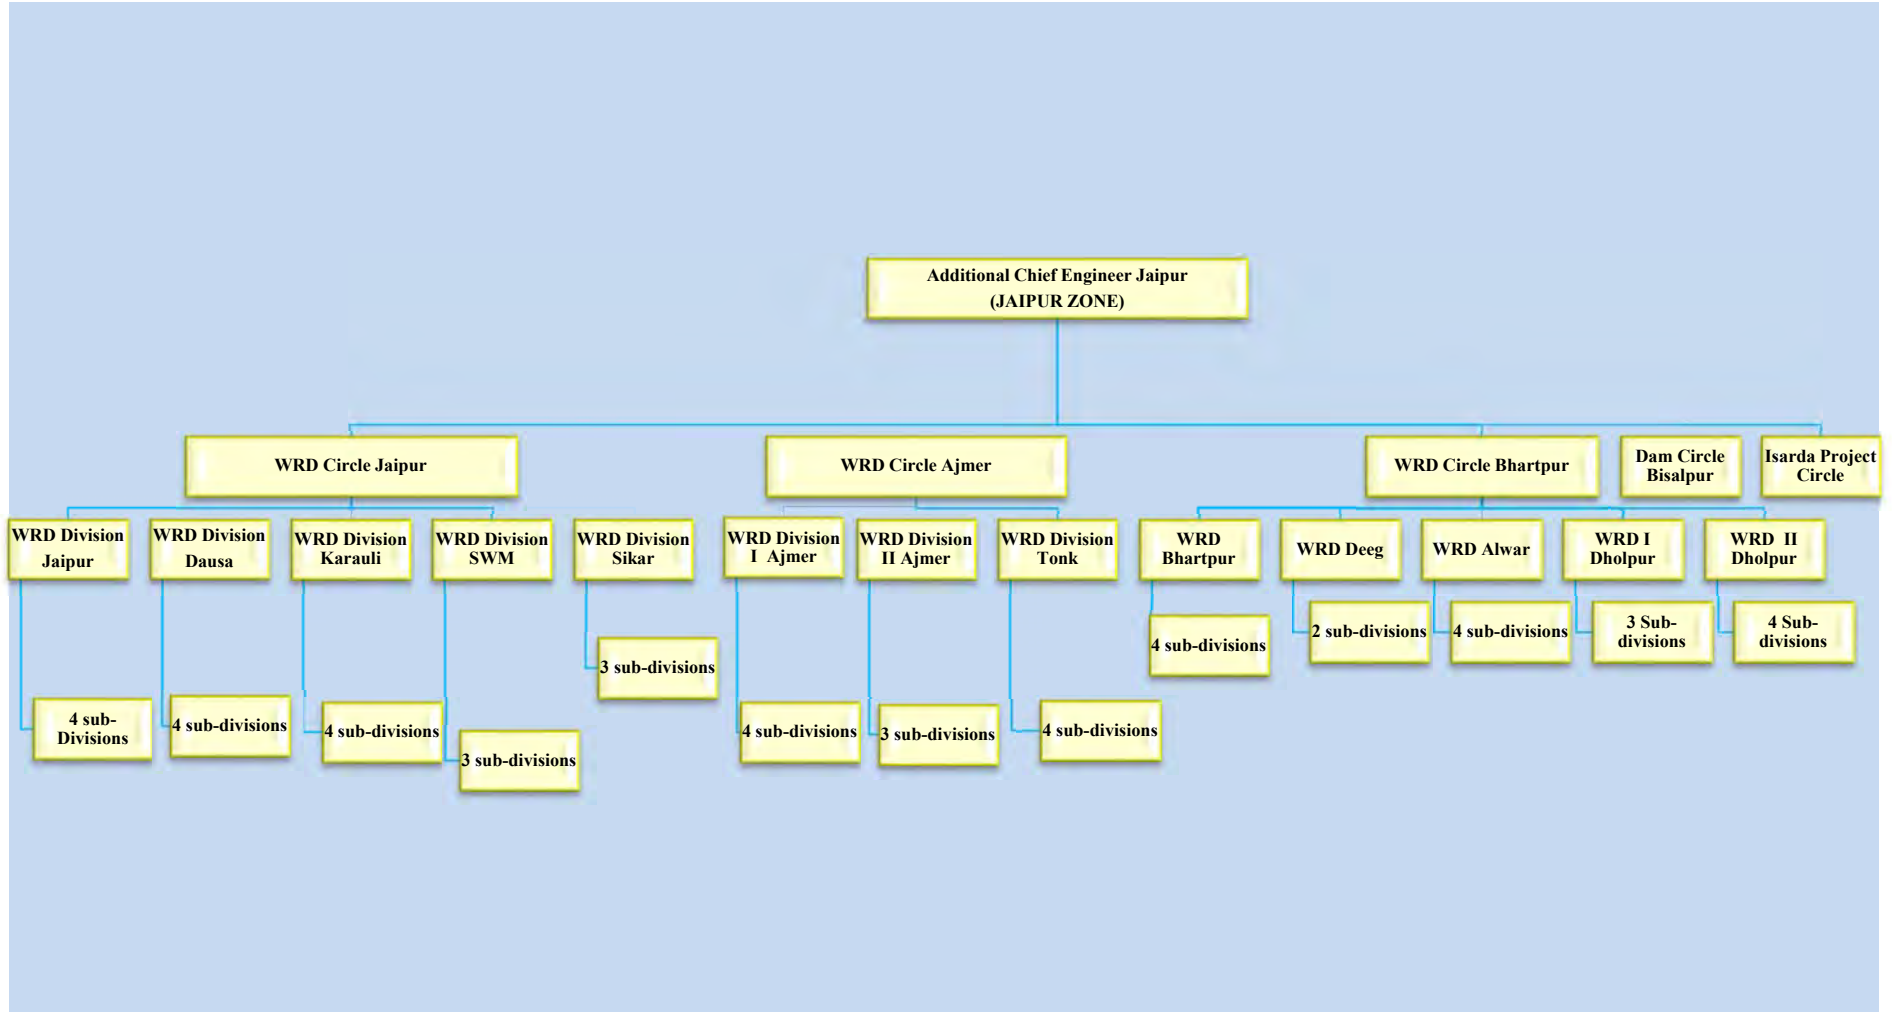 Additional Chief Engineer Jaipur
(JAIPUR ZONE)
WRD Circle Jaipur
WRD Circle Ajmer
WRD Circle Bhartpur
Dam Circle
Bisalpur
Isarda Project
Circle
WRD Division
Jaipur
WRD Division
Dausa
WRD Division
Karauli
WRD Division
SWM
WRD Division
Sikar
WRD Division
I Ajmer
WRD Division
II Ajmer
WRD Division
Tonk
WRD
Bhartpur
WRD Deeg
WRD Alwar
WRD I
Dholpur
WRD II
Dholpur
4 sub-
Divisions
4 sub-divisions
4 sub-divisions
3 sub-divisions
3 sub-divisions
4 sub-divisions
3 sub-divisions
4 sub-divisions
4 sub-divisions
2 sub-divisions
4 sub-divisions
3 Sub-
divisions
4 Sub-
divisions